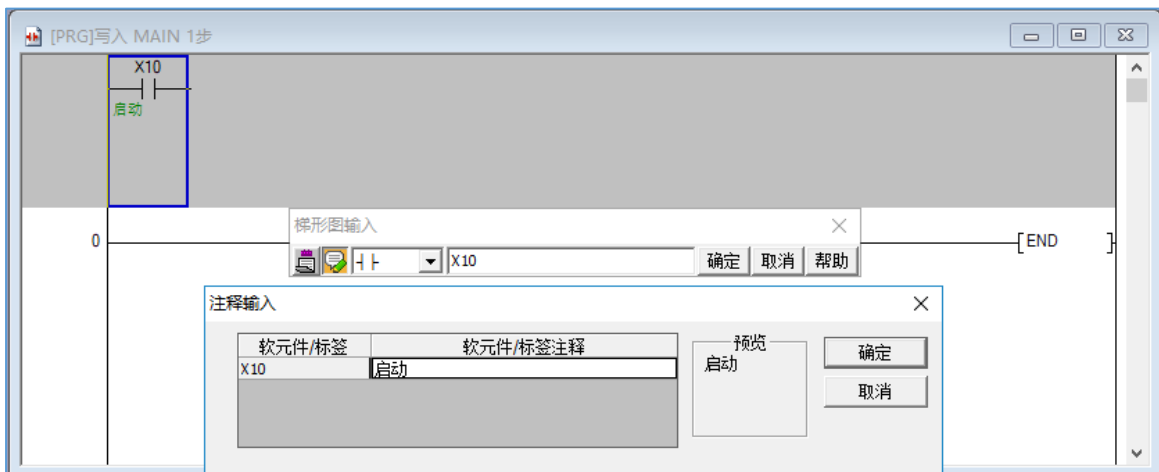 [PRG]写入 MAIN 1步
X10
启动
0
[END ]
梯形图输入
X10 确定 取消 帮助
注释输入
软元件/标签 软元件/标签注释
X10 启动
预览
启动
确定
取消